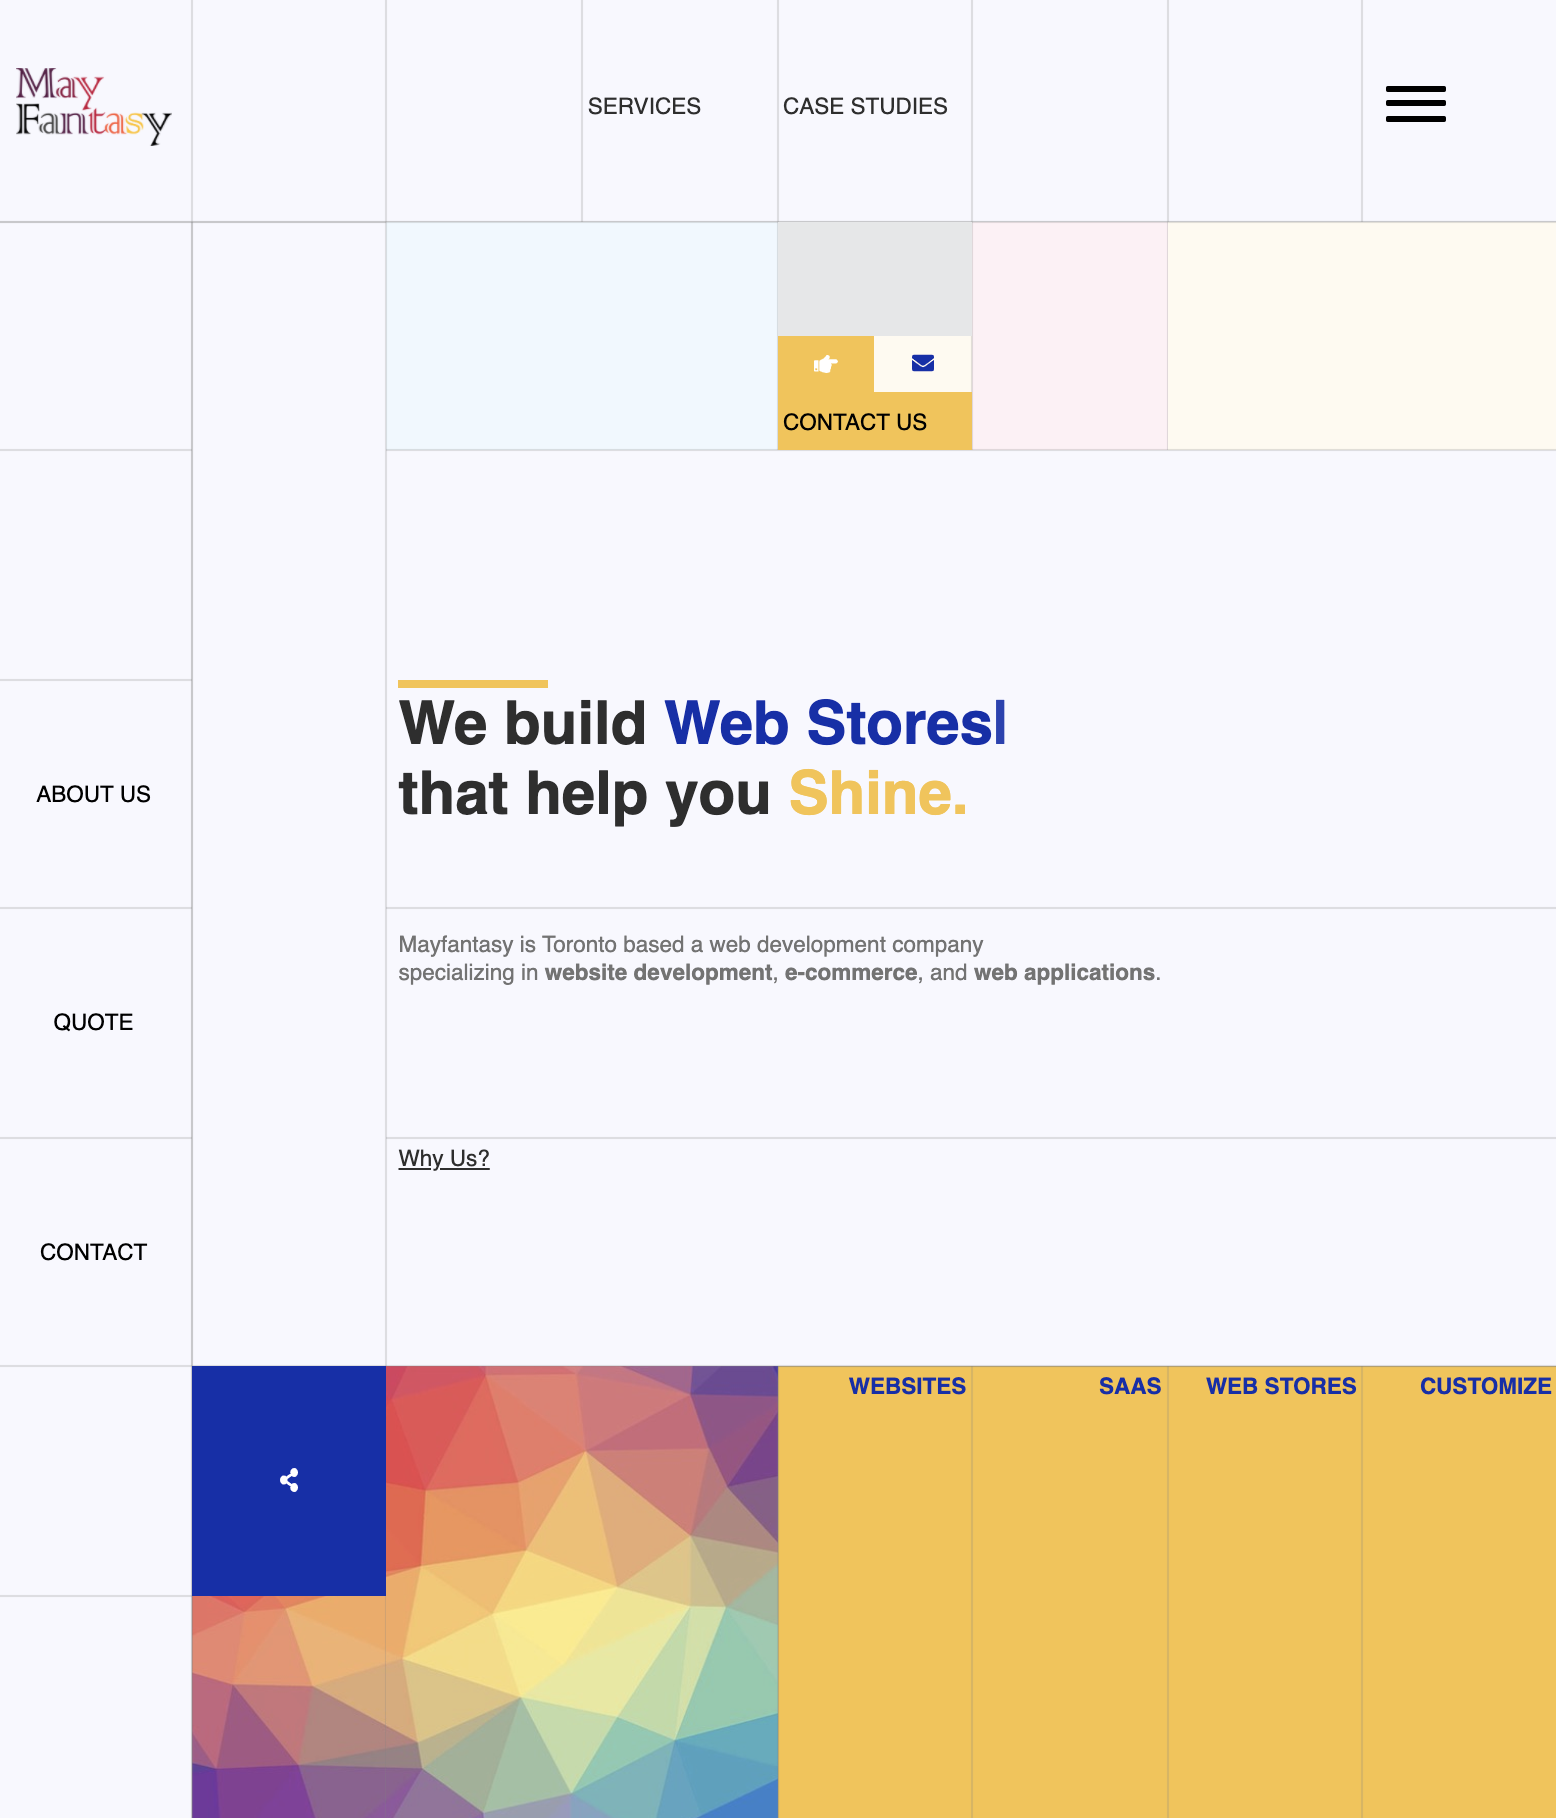 May
Fantasy
SERVICES
CASE STUDIES
CONTACT US
We build Web Stores|
that help you Shine.
ABOUT US
Mayfantasy is Toronto based a web development company
specializing in website development, e-commerce, and web applications.
QUOTE
Why Us?
CONTACT
WEBSITES
SAAS
WEB STORES
CUSTOMIZE